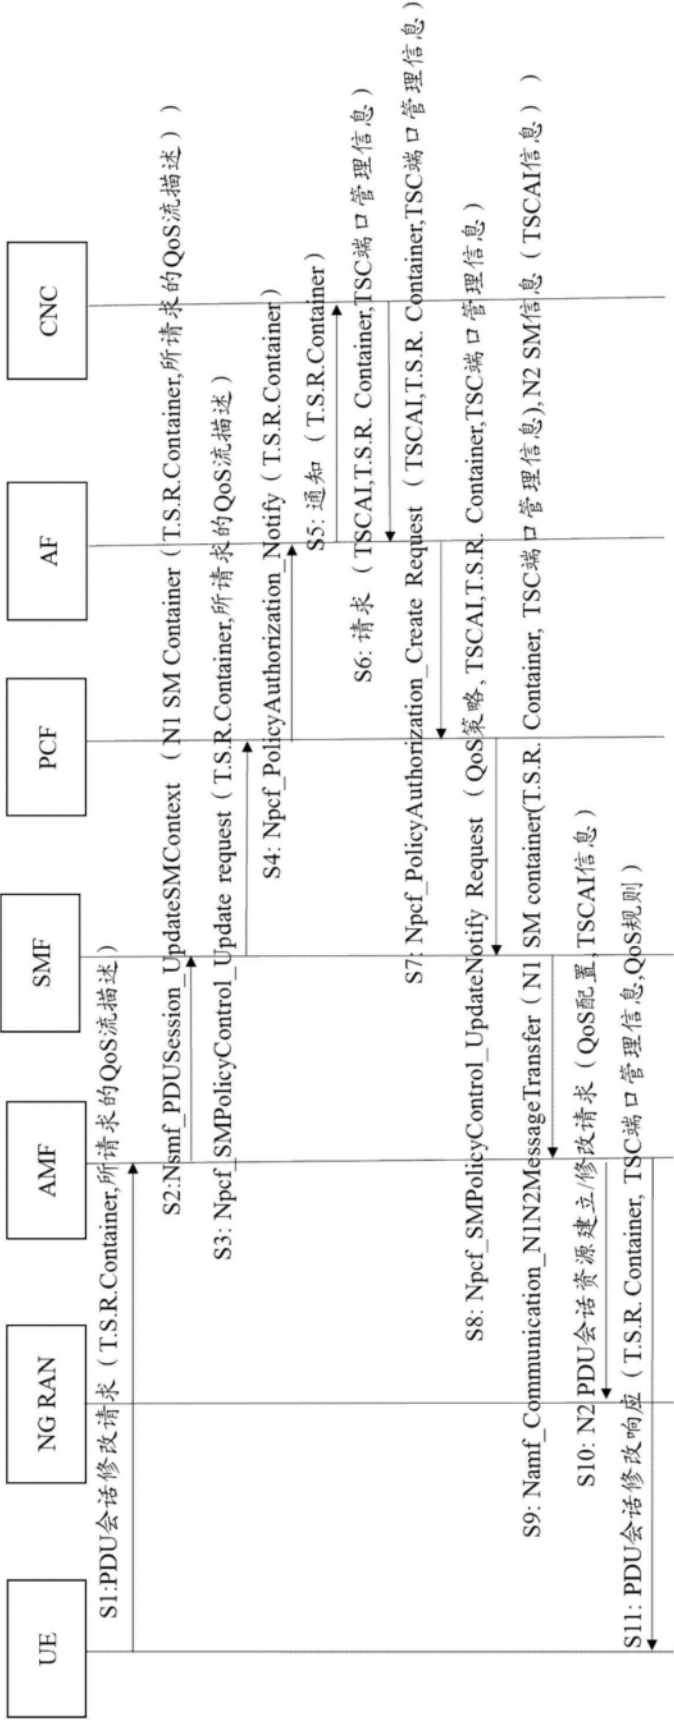 UE
NG RAN
AMF
SMF
PCF
AF
CNC
S1:PDU会话修改请求（T.S.R.Container,所请求的QoS流描述）
S2:Nsmf_PDUSession_UpdateSMContext （N1 SM Container（T.S.R.Container,所请求的QoS流描述））
S3: Npcf_SMPolicyControl_Update request（T.S.R.Container,所请求的QoS流描述）
S4: Npcf_PolicyAuthorization_Notify（T.S.R.Container）
S5: 通知（T.S.R.Container）
S6: 请求（TSCAI,T.S.R. Container,TSC端口管理信息）
S7: Npcf_PolicyAuthorization_Create Request （TSCAI,T.S.R. Container,TSC端口管理信息）
S8: Npcf_SMPolicyControl_UpdateNotify Request （QoS策略, TSCAI,T.S.R. Container,TSC端口管理信息）
S9: Namf_Communication_N1N2MessageTransfer（N1 SM container(T.S.R. Container, TSC端口管理信息),N2 SM信息（TSCAI信息））
S10: N2 PDU会话资源建立/修改请求（QoS配置,TSCAI信息）
S11: PDU会话修改响应（T.S.R. Container, TSC端口管理信息,QoS规则）